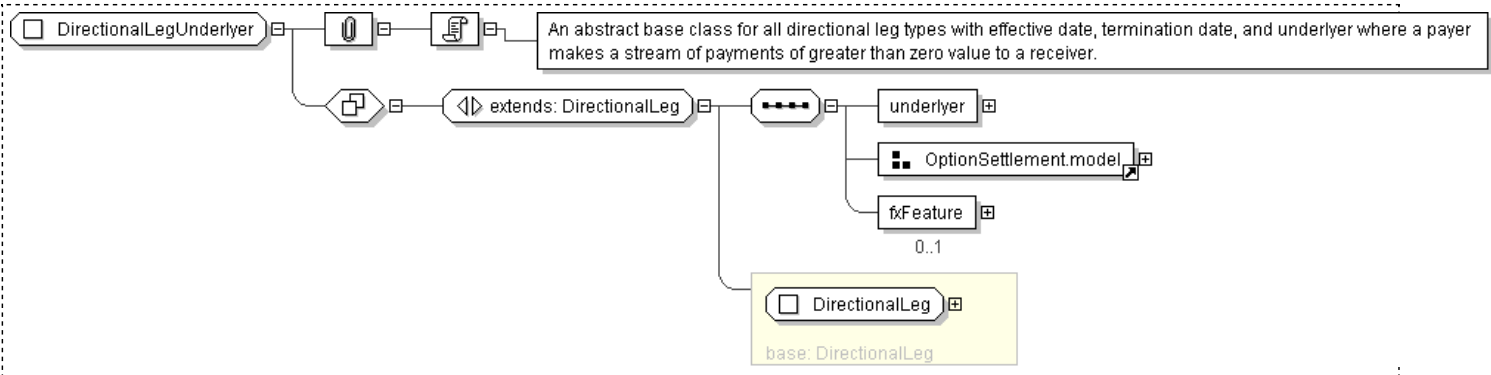 DirectionalLegUnderlyer
An abstract base class for all directional leg types with effective date, termination date, and underlyer where a payer
makes a stream of payments of greater than zero value to a receiver.
extends: DirectionalLeg
underlyer
OptionSettlement.model
fxFeature
0..1
DirectionalLeg
base: DirectionalLeg